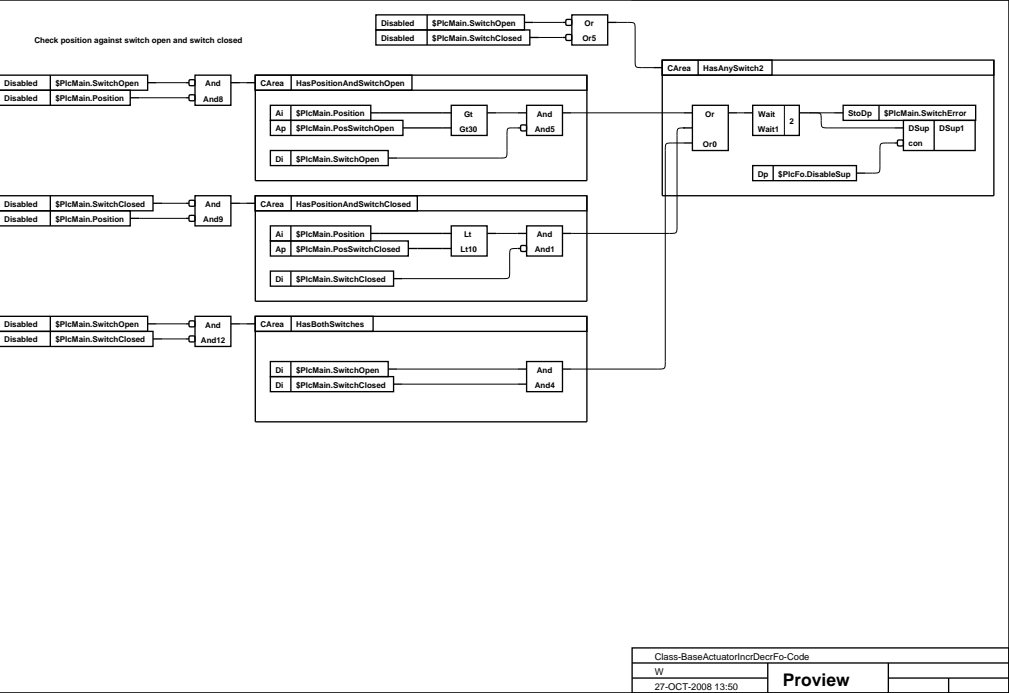 Disabled $PlcMain.SwitchOpen Or
Disabled $PlcMain.SwitchClosed Or5
Check position against switch open and switch closed
CArea HasAnySwitch2
Disabled $PlcMain.SwitchOpen And
Disabled $PlcMain.Position And8
CArea HasPositionAndSwitchOpen
Ai $PlcMain.Position Gt And
Ap $PlcMain.PosSwitchOpen Gt30 And5
Di $PlcMain.SwitchOpen
Or
Or0
Wait
Wait1
2
StoDp $PlcMain.SwitchError
DSup DSup1
con
Dp $PlcFo.DisableSup
Disabled $PlcMain.SwitchClosed And
Disabled $PlcMain.Position And9
CArea HasPositionAndSwitchClosed
Ai $PlcMain.Position Lt And
Ap $PlcMain.PosSwitchClosed Lt10 And1
Di $PlcMain.SwitchClosed
Disabled $PlcMain.SwitchOpen And
Disabled $PlcMain.SwitchClosed And12
CArea HasBothSwitches
Di $PlcMain.SwitchOpen And
Di $PlcMain.SwitchClosed And4
Class-BaseActuatorIncrDecrFo-Code
W
27-OCT-2008 13:50
Proview